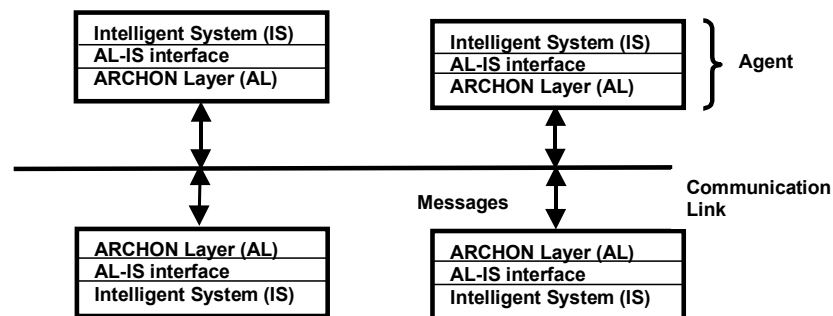 Intelligent System (IS)
AL-IS interface
ARCHON Layer (AL)
Intelligent System (IS)
AL-IS interface
ARCHON Layer (AL)
Agent
Messages
Communication
Link
ARCHON Layer (AL)
AL-IS interface
Intelligent System (IS)
ARCHON Layer (AL)
AL-IS interface
Intelligent System (IS)